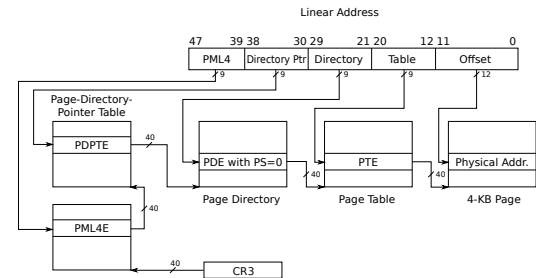 Linear Address
47 39 38 30 29 21 20 12 11 0
PML4 Directory Ptr Directory Table Offset
9 9 9 9 12
Page-Directory-
Pointer Table
PDPTE
40
PDE with PS=0
40
PTE
40
Physical Addr.
Page Directory
Page Table
4-KB Page
40
PML4E
40
CR3